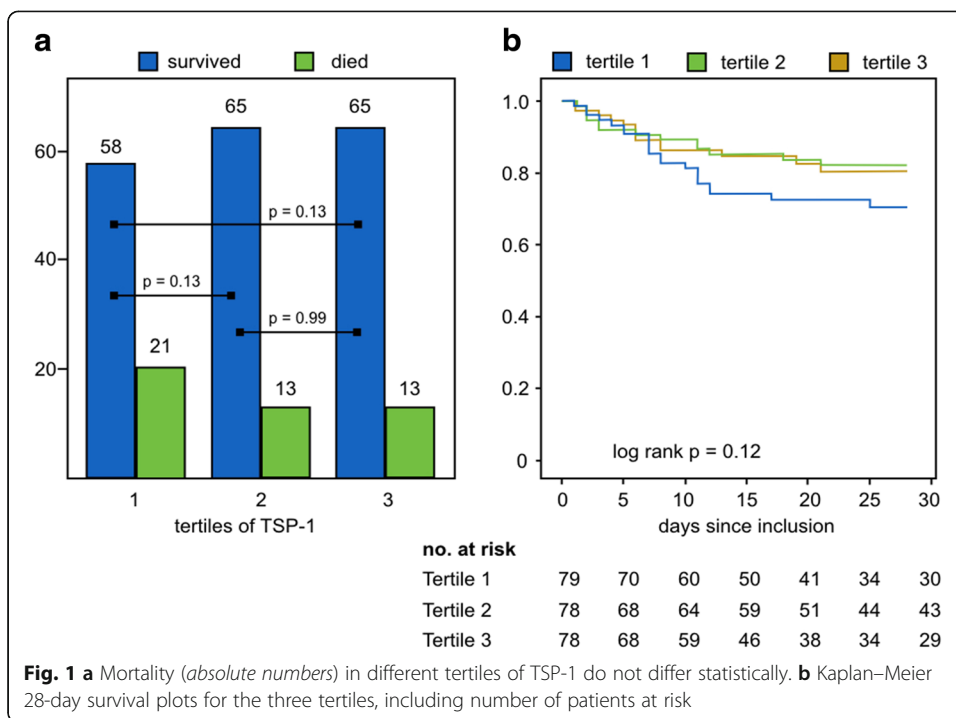 a
survived died
58
65
65
60
p = 0.13
40
p = 0.13
p = 0.99
21
13
13
20
1 2 3
tertiles of TSP-1
b
tertile 1 tertile 2 tertile 3
1.0
0.8
0.6
0.4
0.2
0
log rank p = 0.12
0 5 10 15 20 25 30
days since inclusion
no. at risk
Tertile 1 79 70 60 50 41 34 30
Tertile 2 78 68 64 59 51 44 43
Tertile 3 78 68 59 46 38 34 29
Fig. 1 a Mortality (absolute numbers) in different tertiles of TSP-1 do not differ statistically. b Kaplan–Meier
28-day survival plots for the three tertiles, including number of patients at risk